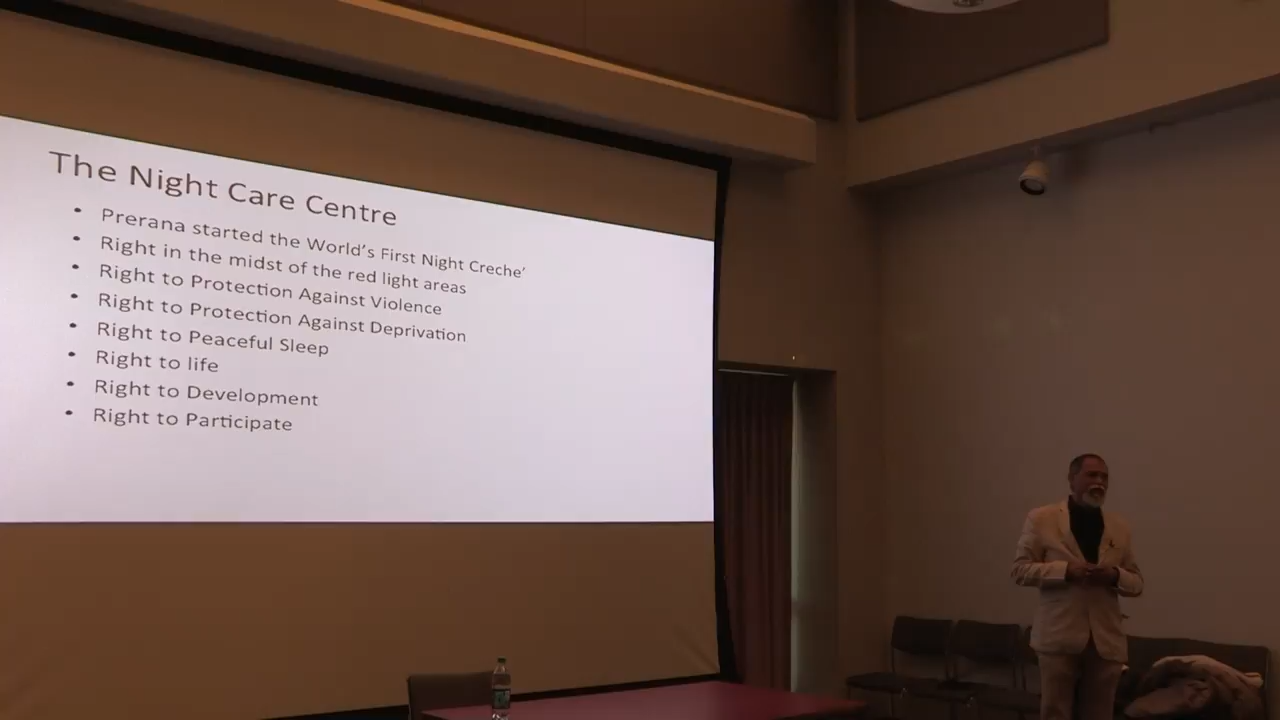 The Night Care Centre
• Prerana started the World's First Night Creche'
• Right in the midst of the red light areas
• Right to Protection Against Violence
• Right to Protection Against Deprivation
• Right to Peaceful Sleep
• Right to life
• Right to Development
• Right to Participate